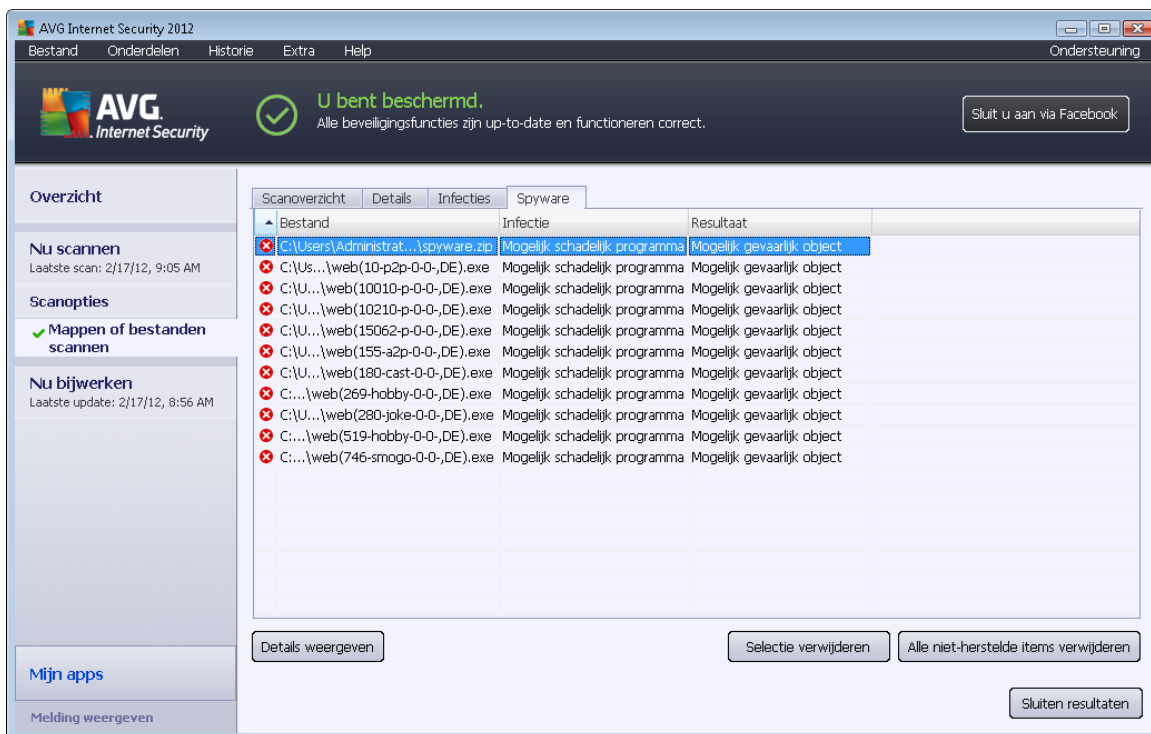 AVG Internet Security 2012
Bestand Onderdelen Historie Extra Help Ondersteuning
AVG.
Internet Security
U bent beschermd.
Alle beveiligingsfuncties zijn up-to-date en functioneren correct.
Sluit u aan via Facebook
Overzicht
Nu scannen
Laatste scan: 2/17/12, 9:05 AM
Scanopties
Mappen of bestanden
scannen
Nu bijwerken
Laatste update: 2/17/12, 8:56 AM
Mijn apps
Melding weergeven
Scanoverzicht Details Infecties Spyware
Bestand Infectie Resultaat
C:\Users\Administrat...\spyware.zip Mogelijk schadelijk programma Mogelijk gevaarlijk object
C:\Us...\web(10-p2p-0-0-,DE).exe Mogelijk schadelijk programma Mogelijk gevaarlijk object
C:\U...\web(10010-p-0-0-,DE).exe Mogelijk schadelijk programma Mogelijk gevaarlijk object
C:\U...\web(10210-p-0-0-,DE).exe Mogelijk schadelijk programma Mogelijk gevaarlijk object
C:\U...\web(15062-p-0-0-,DE).exe Mogelijk schadelijk programma Mogelijk gevaarlijk object
C:\U...\web(155-a2p-0-0-,DE).exe Mogelijk schadelijk programma Mogelijk gevaarlijk object
C:\U...\web(180-cast-0-0-,DE).exe Mogelijk schadelijk programma Mogelijk gevaarlijk object
C:...\web(269-hobby-0-0-,DE).exe Mogelijk schadelijk programma Mogelijk gevaarlijk object
C:\U...\web(280-joke-0-0-,DE).exe Mogelijk schadelijk programma Mogelijk gevaarlijk object
C:...\web(519-hobby-0-0-,DE).exe Mogelijk schadelijk programma Mogelijk gevaarlijk object
C:...\web(746-smogo-0-0-,DE).exe Mogelijk schadelijk programma Mogelijk gevaarlijk object
Details weergeven Selectie verwijderen Alle niet-herstelde items verwijderen
Sluiten resultaten